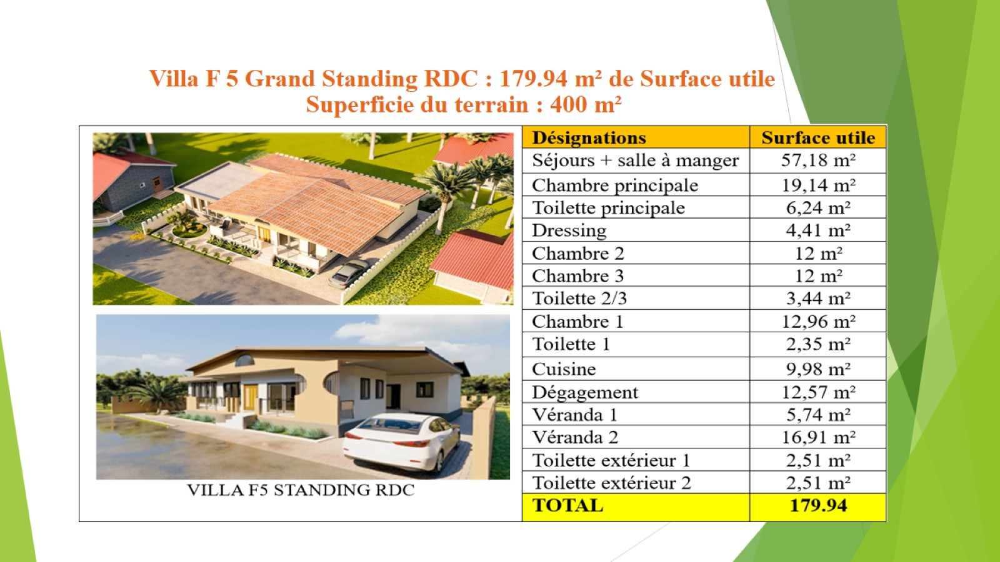 Villa F 5 Grand Standing RDC : 179.94 m² de Surface utile
Superficie du terrain : 400 m²
Désignations Surface utile
Séjours + salle à manger 57,18 m²
Chambre principale 19,14 m²
Toilette principale 6,24 m²
Dressing 4,41 m²
Chambre 2 12 m²
Chambre 3 12 m²
Toilette 2/3 3,44 m²
Chambre 1 12,96 m²
Toilette 1 2,35 m²
Cuisine 9,98 m²
Dégagement 12,57 m²
Véranda 1 5,74 m²
Véranda 2 16,91 m²
Toilette extérieur 1 2,51 m²
Toilette extérieur 2 2,51 m²
TOTAL 179.94
VILLA F5 STANDING RDC